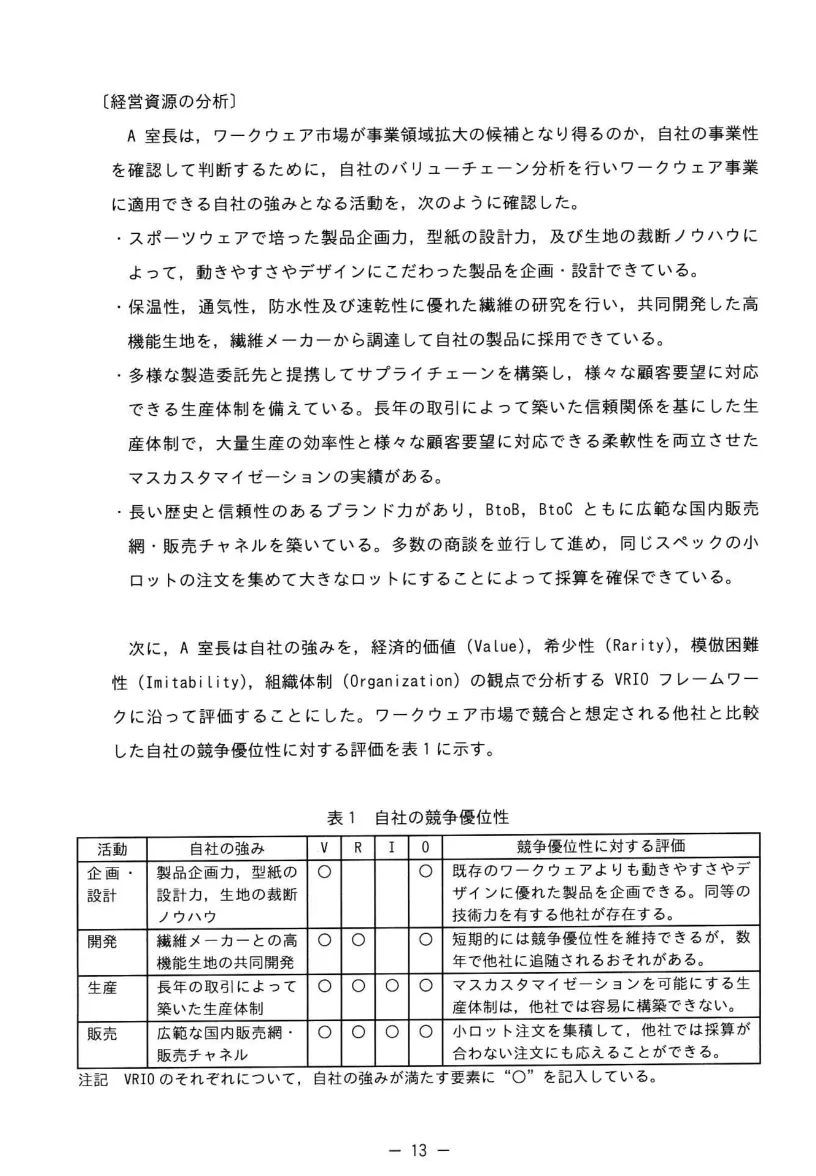 〔経営資源の分析〕
A 室長は，ワークウェア市場が事業領域拡大の候補となり得るのか，自社の事業性
を確認して判断するために，自社のバリューチェーン分析を行いワークウェア事業
に適用できる自社の強みとなる活動を，次のように確認した。
・スポーツウェアで培った製品企画力，型紙の設計力，及び生地の裁断ノウハウに
よって，動きやすさやデザインにこだわった製品を企画・設計できている。
・保温性，通気性，防水性及び速乾性に優れた繊維の研究を行い，共同開発した高
機能生地を，繊維メーカーから調達して自社の製品に採用できている。
・多様な製造委託先と提携してサプライチェーンを構築し，様々な顧客要望に対応
できる生産体制を備えている。長年の取引によって築いた信頼関係を基にした生
産体制で，大量生産の効率性と様々な顧客要望に対応できる柔軟性を両立させた
マスカスタマイゼーションの実績がある。
・長い歴史と信頼性のあるブランド力があり，BtoB，BtoC ともに広範な国内販売
網・販売チャネルを築いている。多数の商談を並行して進め，同じスペックの小
ロットの注文を集めて大きなロットにすることによって採算を確保できている。
次に，A 室長は自社の強みを，経済的価値（Value），希少性（Rarity），模倣困難
性（Imitability），組織体制（Organization）の観点で分析する VRIO フレームワー
クに沿って評価することにした。ワークウェア市場で競合と想定される他社と比較
した自社の競争優位性に対する評価を表1に示す。
表1 自社の競争優位性
活動 自社の強み V R I O 競争優位性に対する評価
企画・ 製品企画力，型紙の ○ ○ 既存のワークウェアよりも動きやすさやデ
設計 設計力，生地の裁断 ザインに優れた製品を企画できる。同等の
ノウハウ 技術力を有する他社が存在する。
開発 繊維メーカーとの高 ○ ○ ○ 短期的には競争優位性を維持できるが，数
機能生地の共同開発 年で他社に追随されるおそれがある。
生産 長年の取引によって ○ ○ ○ ○ マスカスタマイゼーションを可能にする生
築いた生産体制 産体制は，他社では容易に構築できない。
販売 広範な国内販売網・ ○ ○ ○ ○ 小ロット注文を集積して，他社では採算が
販売チャネル 合わない注文にも応えることができる。
注記 VRIO のそれぞれについて，自社の強みが満たす要素に“○”を記入している。
― 13 ―